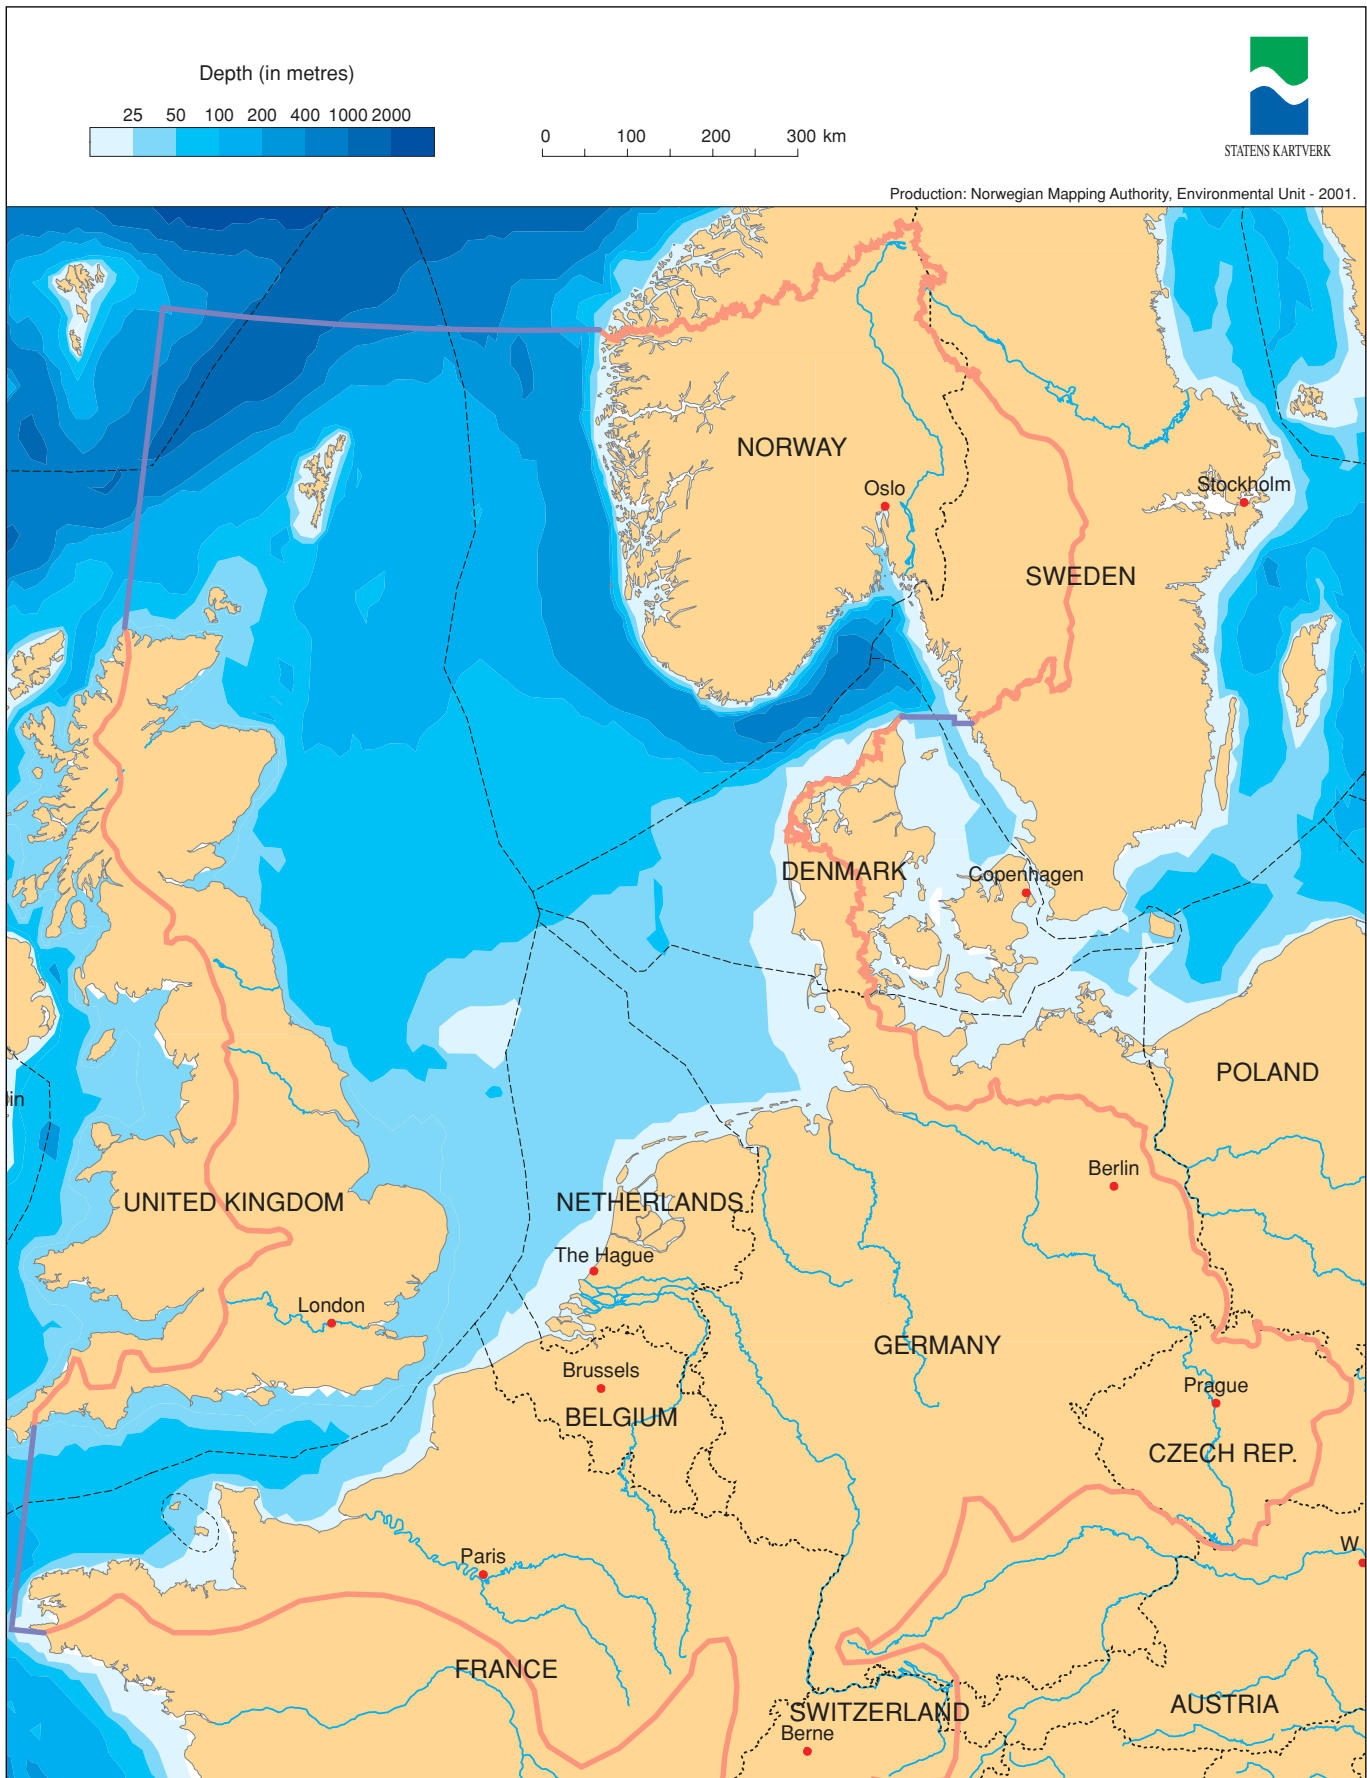 Depth (in metres)
25 50 100 200 400 1000 2000
0 100 200 300 km
STATENS KARTVERK
Production: Norwegian Mapping Authority, Environmental Unit - 2001.
NORWAY
Oslo
Stockholm
SWEDEN
DENMARK
Copenhagen
POLAND
in
Berlin
UNITED KINGDOM
NETHERLANDS
The Hague
London
GERMANY
Brussels
Prague
BELGIUM
CZECH REP.
W
Paris
FRANCE
SWITZERLAND
AUSTRIA
Berne